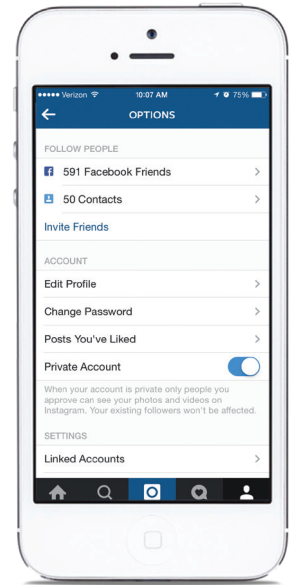 Verizon 10:07 AM 75%
OPTIONS
FOLLOW PEOPLE
591 Facebook Friends
50 Contacts
Invite Friends
ACCOUNT
Edit Profile
Change Password
Posts You've Liked
Private Account
When your account is private only people you
approve can see your photos and videos on
Instagram. Your existing followers won't be affected.
SETTINGS
Linked Accounts